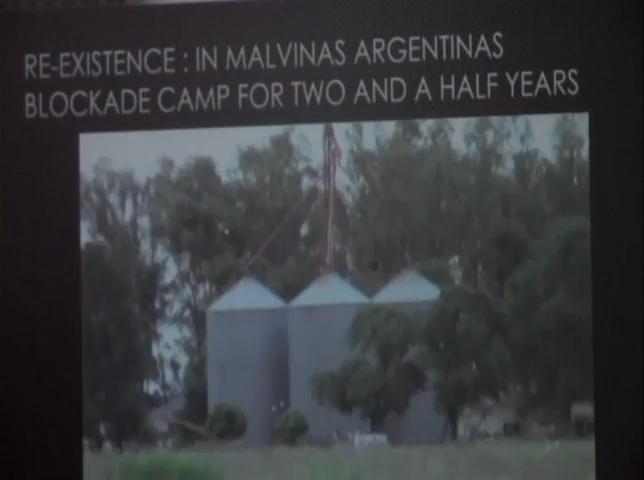 RE-EXISTENCE : IN MALVINAS ARGENTINAS
BLOCKADE CAMP FOR TWO AND A HALF YEARS